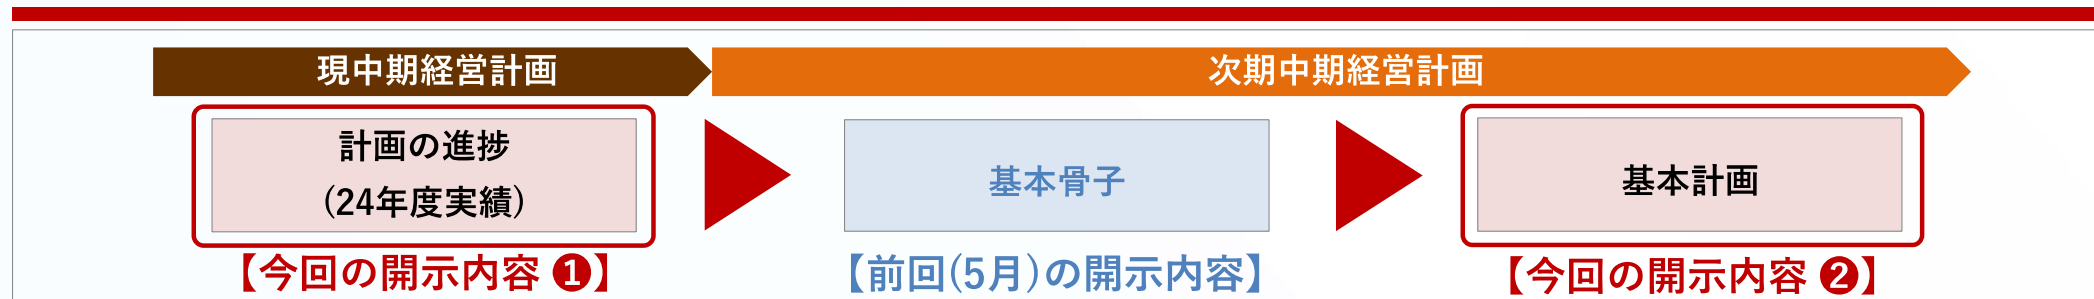 現中期経営計画
次期中期経営計画
計画の進捗
(24年度実績)
基本骨子
基本計画
【今回の開示内容 ❶】
【前回(5月)の開示内容】
【今回の開示内容 ❷】